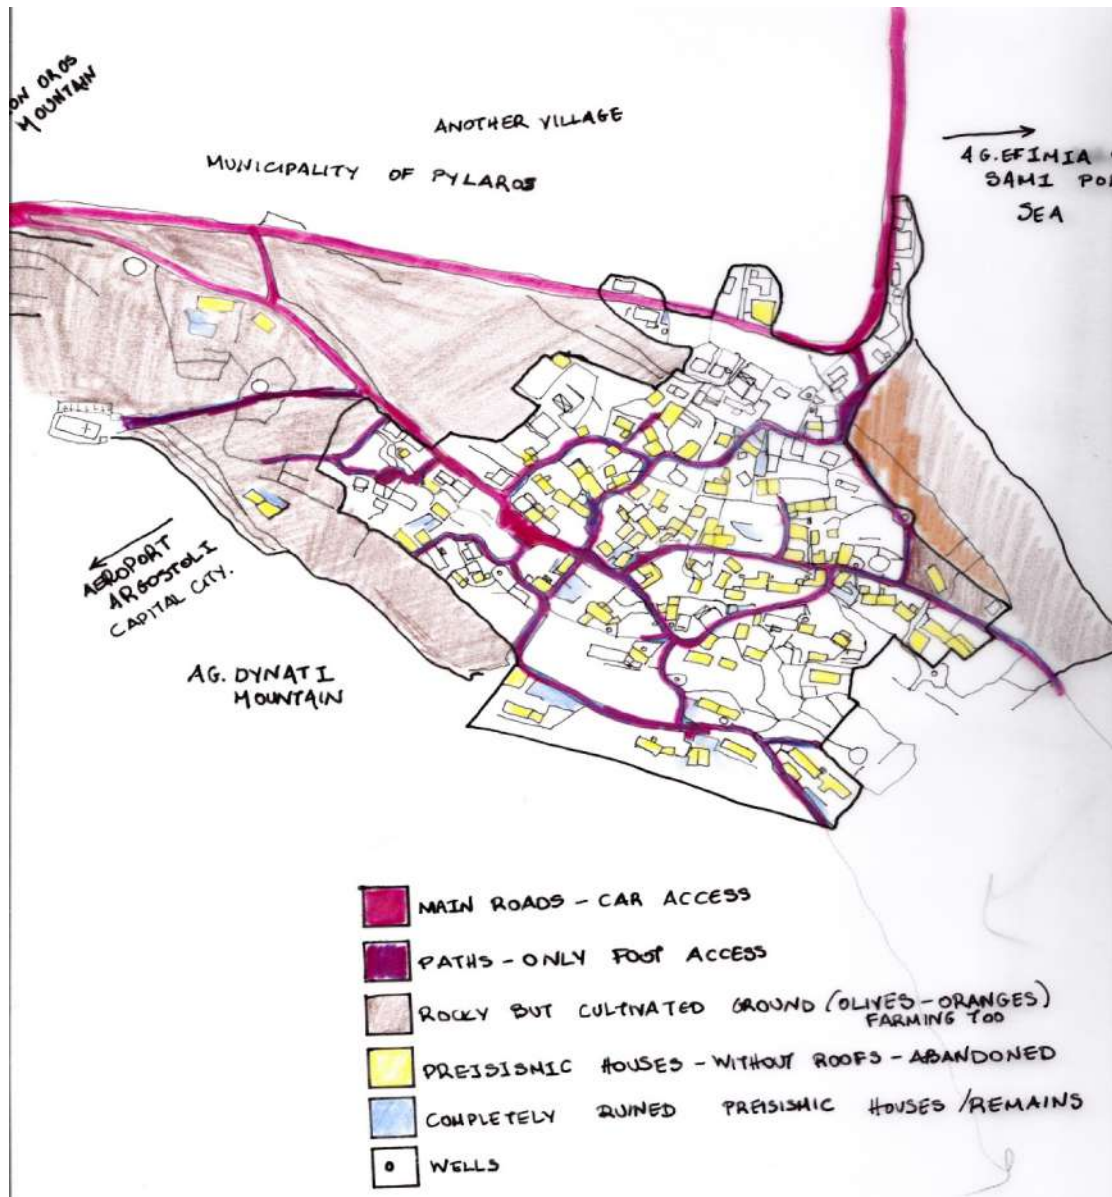 ON OROS
MOUNTAIN
ANOTHER VILLAGE
MUNICIPALITY OF PYLAROS
AG. EFIMIA
SAMI
SEA
AEROPORT
ARGOSTOLI
CAPITAL CITY.
AG. DYNATI
MOUNTAIN
MAIN ROADS - CAR ACCESS
PATHS - ONLY FOOT ACCESS
ROCKY BUT CULTIVATED GROUND (OLIVES - ORANGES)
FARMING TOO
PREISISMIC HOUSES - WITHOUT ROOFS - ABANDONED
COMPLETELY RUINED PREISISMIC HOUSES / REMAINS
WELLS